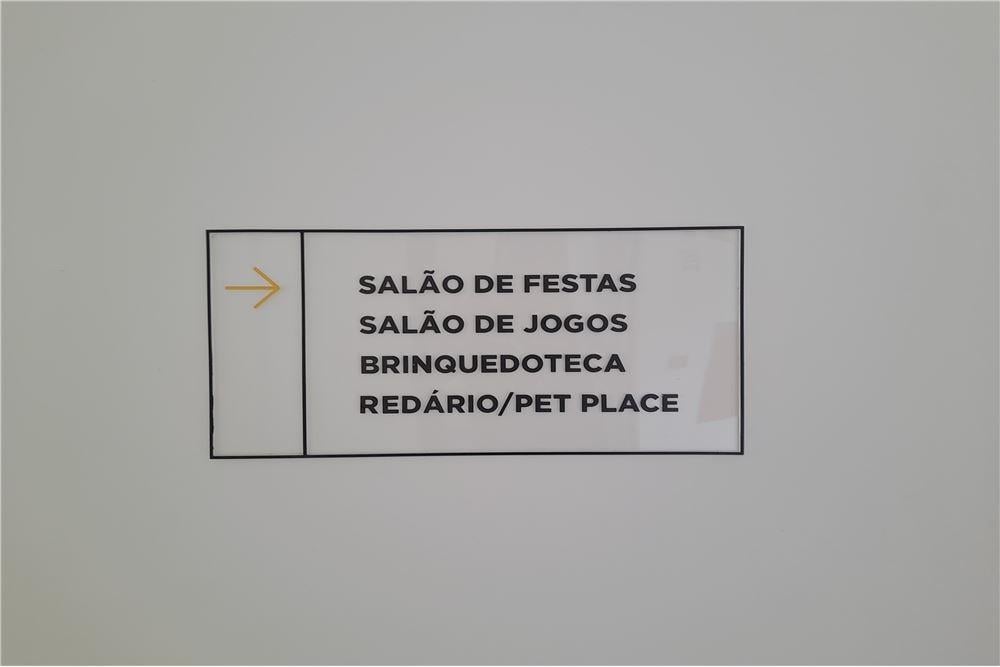 SALÃO DE FESTAS
SALÃO DE JOGOS
BRINQUEDOTECA
REDÁRIO/PET PLACE